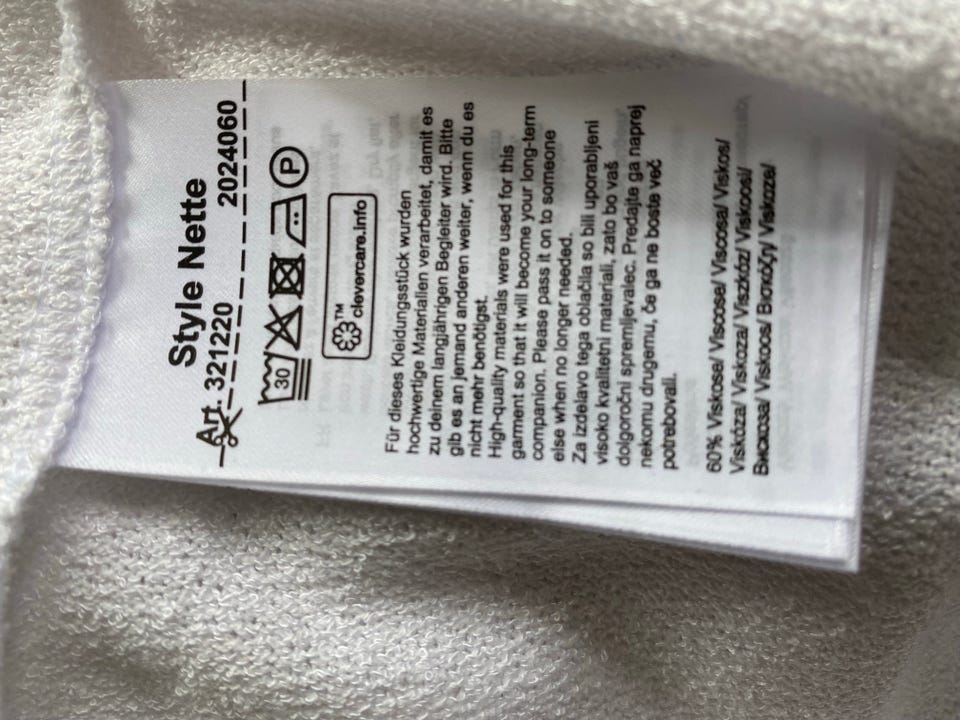 Style Nette
Art. 321220 2024060
30 P
clevercare.info
Für dieses Kleidungsstück wurden
hochwertige Materialien verarbeitet, damit es
zu deinem langjährigen Begleiter wird. Bitte
gib es an jemand anderen weiter, wenn du es
nicht mehr benötigst.
High-quality materials were used for this
garment so that it will become your long-term
companion. Please pass it on to someone
else when no longer needed.
Za izdelavo tega oblačila so bili uporabljeni
visoko kvalitetni materiali, zato bo vaš
dolgoročni spremljevalec. Predajte ga naprej
nekomu drugemu, če ga ne boste več
potrebovali.
60% Viskose/ Viscose/ Viscosa/ Viskos/
Viskóza/ Viskoza/ Viszkóz/ Viskoosi/
Вискоза/ Viskoos/ Βισκόζη/ Viskoze/